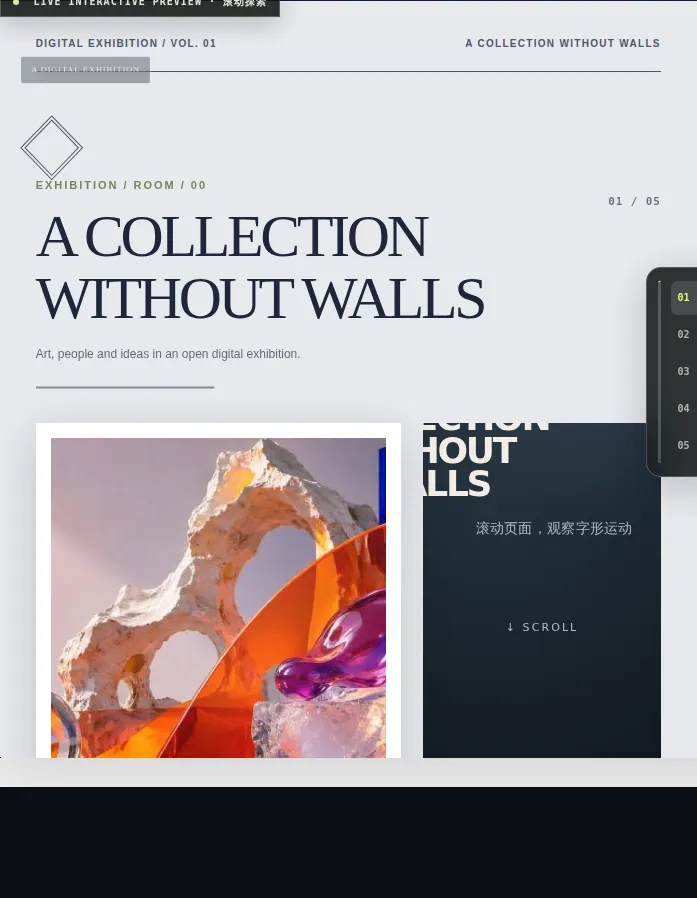 LIVE INTERACTIVE PREVIEW · 滚动探索
DIGITAL EXHIBITION / VOL. 01
A COLLECTION WITHOUT WALLS
A DIGITAL EXHIBITION
EXHIBITION / ROOM / 00
01 / 05
A COLLECTION
WITHOUT WALLS
Art, people and ideas in an open digital exhibition.
01
02
03
04
05
ECTION
HOUT
ALLS
滚动页面，观察字形运动
↓ SCROLL